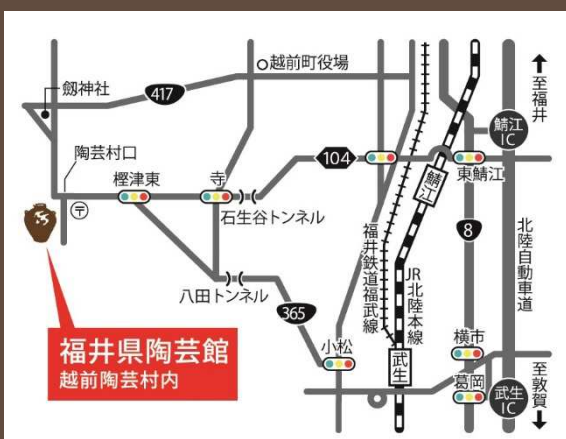 越前町役場
至福井
劔神社
417
鯖江
IC
陶芸村口
樫津東
寺
104
東鯖江
石生谷トンネル
鯖江
8
福井鉄道福武線
JR北陸本線
北陸自動車道
八田トンネル
365
小松
武生
横市
福井県陶芸館
越前陶芸村内
葛岡
武生
IC
至敦賀